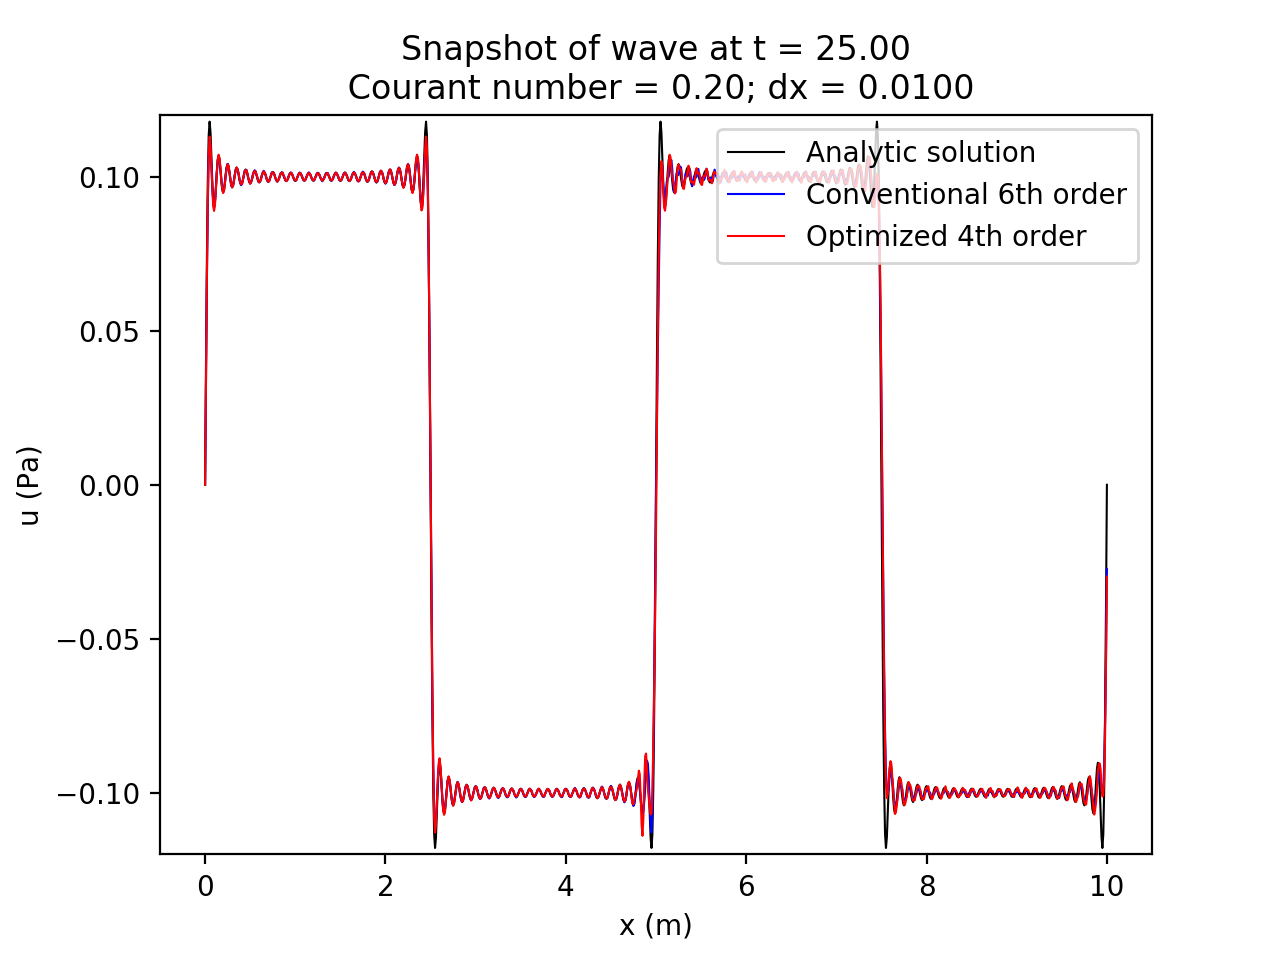 Snapshot of wave at t = 25.00
Courant number = 0.20; dx = 0.0100
Analytic solution
Conventional 6th order
Optimized 4th order
0.10
0.05
0.00
−0.05
−0.10
u (Pa)
0 2 4 6 8 10
x (m)